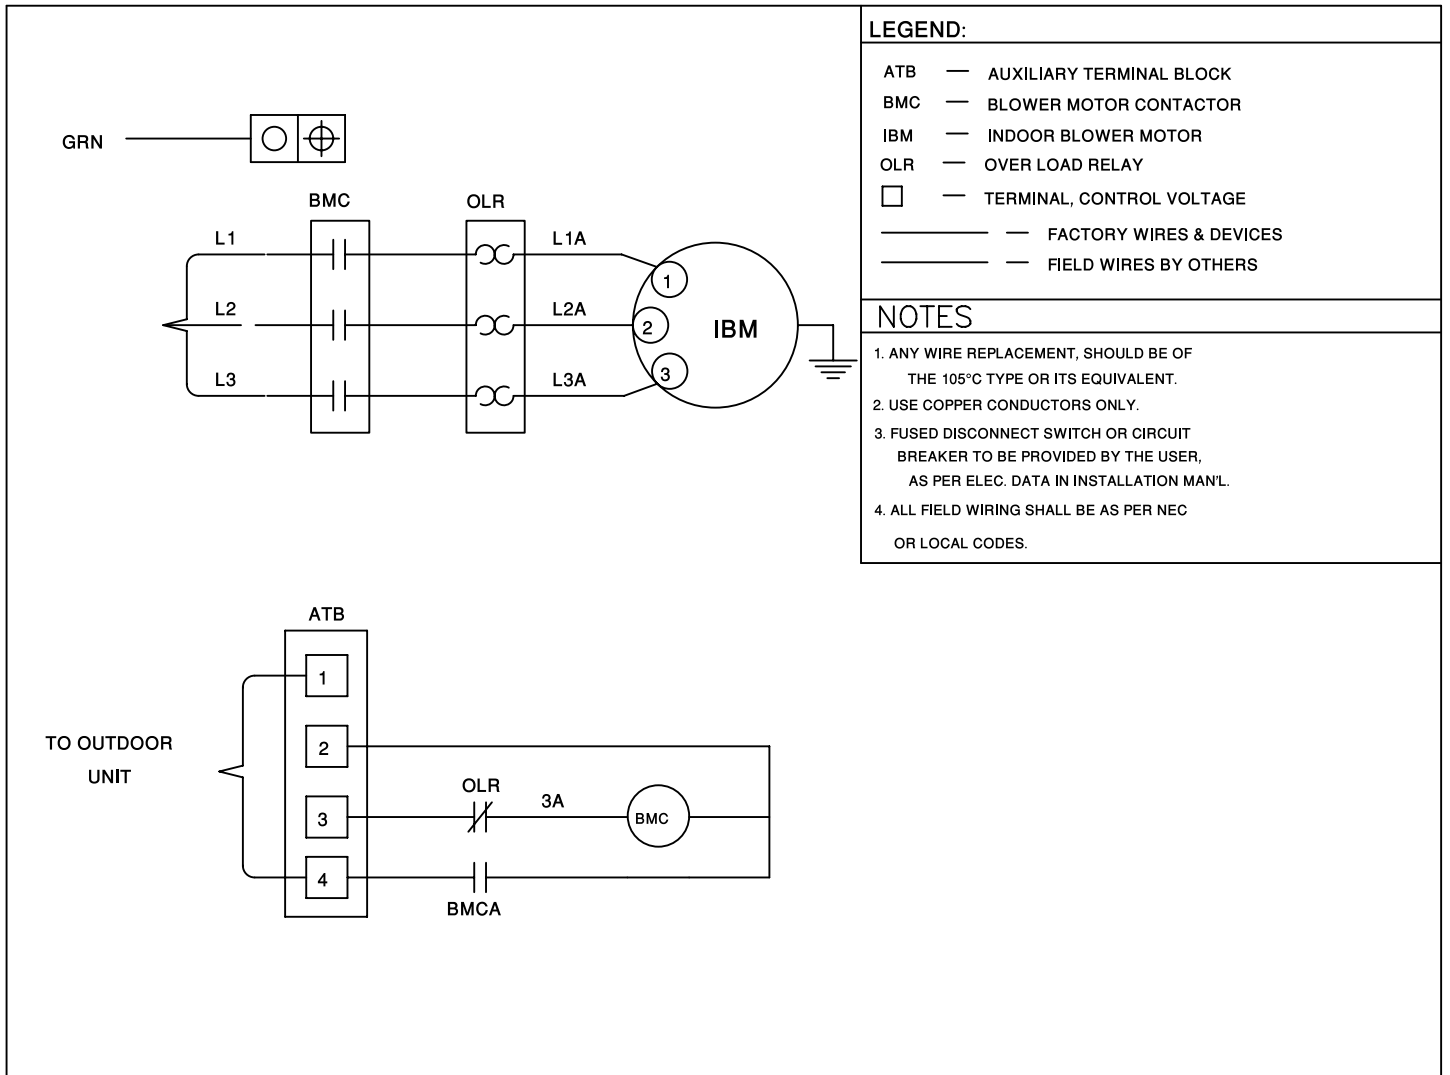 GRN
BMC
OLR
L1
L1A
1
L2
L2A
2
IBM
L3
L3A
3
LEGEND:
ATB — AUXILIARY TERMINAL BLOCK
BMC — BLOWER MOTOR CONTACTOR
IBM — INDOOR BLOWER MOTOR
OLR — OVER LOAD RELAY
— TERMINAL, CONTROL VOLTAGE
— FACTORY WIRES & DEVICES
— FIELD WIRES BY OTHERS
NOTES
1. ANY WIRE REPLACEMENT, SHOULD BE OF
THE 105°C TYPE OR ITS EQUIVALENT.
2. USE COPPER CONDUCTORS ONLY.
3. FUSED DISCONNECT SWITCH OR CIRCUIT
BREAKER TO BE PROVIDED BY THE USER,
AS PER ELEC. DATA IN INSTALLATION MAN'L.
4. ALL FIELD WIRING SHALL BE AS PER NEC
OR LOCAL CODES.
ATB
1
TO OUTDOOR
UNIT
2
OLR
3A
3
BMC
4
BMCA